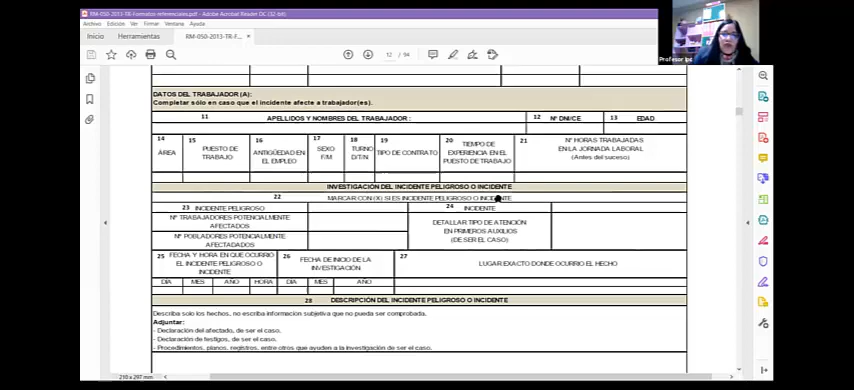 RM-050-2013-TR-Formatos referenciales.pdf - Adobe Acrobat Reader DC (32-bit)
Archivo Edición Ver Firmar Ventana Ayuda
Inicio Herramientas RM-050-2013-TR-F... ×
12 / 94
Profesor Ipc
DATOS DEL TRABAJADOR (A):
Completar sólo en caso que el incidente afecte a trabajador(es).
11 APELLIDOS Y NOMBRES DEL TRABAJADOR : 12 Nº DNI/CE 13 EDAD
14 ÁREA
15 PUESTO DE TRABAJO
16 ANTIGÜEDAD EN EL EMPLEO
17 SEXO F/M
18 TURNO D/T/N
19 TIPO DE CONTRATO
20 TIEMPO DE EXPERIENCIA EN EL PUESTO DE TRABAJO
21 Nº HORAS TRABAJADAS EN LA JORNADA LABORAL (Antes del suceso)
INVESTIGACIÓN DEL INCIDENTE PELIGROSO O INCIDENTE
22 MARCAR CON (X) SI ES INCIDENTE PELIGROSO O INCIDENTE
23 INCIDENTE PELIGROSO 24 INCIDENTE
Nº TRABAJADORES POTENCIALMENTE AFECTADOS
DETALLAR TIPO DE ATENCIÓN EN PRIMEROS AUXILIOS (DE SER EL CASO)
Nº POBLADORES POTENCIALMENTE AFECTADADOS
25 FECHA Y HORA EN QUE OCURRIÓ EL INCIDENTE PELIGROSO O INCIDENTE
26 FECHA DE INICIO DE LA INVESTIGACIÓN
27 LUGAR EXACTO DONDE OCURRIÓ EL HECHO
DÍA MES AÑO HORA DÍA MES AÑO
28 DESCRIPCIÓN DEL INCIDENTE PELIGROSO O INCIDENTE
Describa solo los hechos, no escriba información subjetiva que no pueda ser comprobada.
Adjuntar:
- Declaración del afectado, de ser el caso.
- Declaración de testigos, de ser el caso.
- Procedimientos, planos, registros, entre otros que ayuden a la investigación de ser el caso.
210 x 297 mm